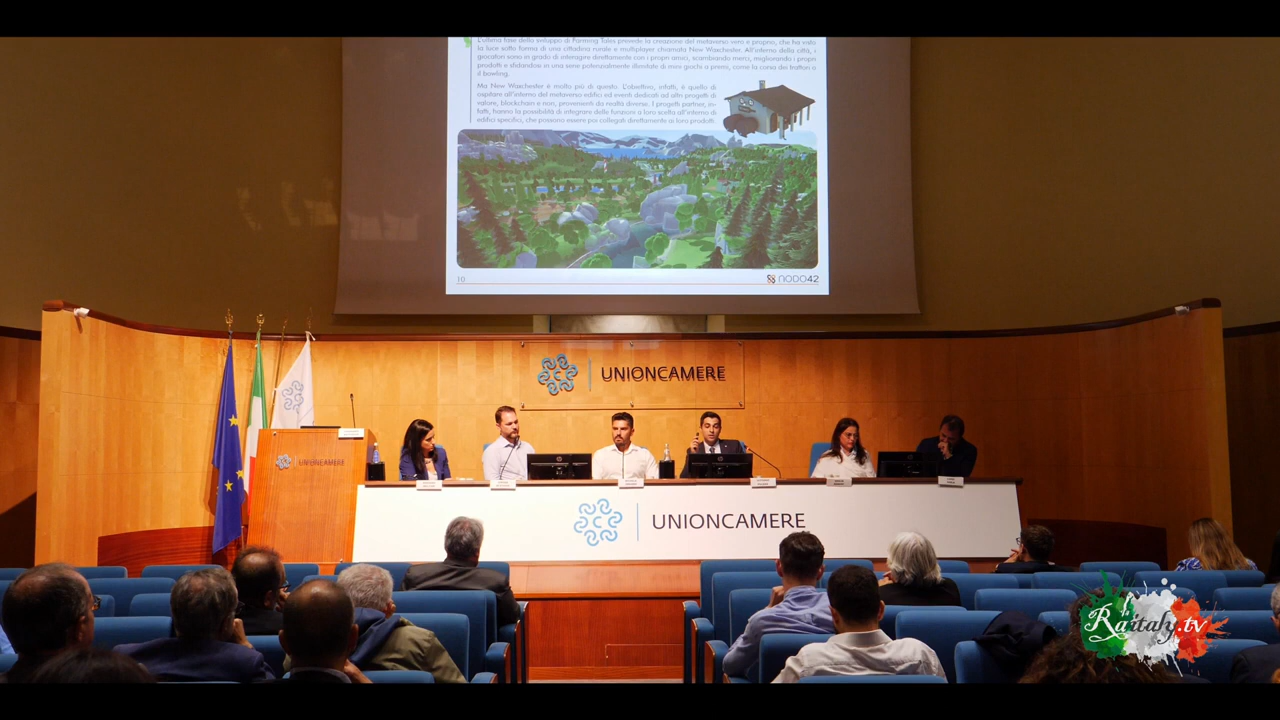 L'ultima fase dello sviluppo di Farming Tales prevede la creazione del metaverso vero e proprio, che ha visto
la luce sotto forma di una cittadina rurale e multiplayer chiamata New Waxchester. All'interno della città, i
giocatori sono in grado di interagire direttamente con i propri amici, scambiando merci, migliorando i propri
prodotti e sfidandosi in una serie potenzialmente illimitata di mini giochi a premi, come la corsa dei trattori o
il bowling.
Ma New Waxchester è molto più di questo. L'obiettivo, infatti, è quello di
ospitare all'interno del metaverso edifici ed eventi dedicati ad altri progetti di
valore, blockchain e non, provenienti da realtà diverse. I progetti partner, in-
fatti, hanno la possibilità di integrare delle funzioni a loro scelta all'interno di
edifici specifici, che possono essere poi collegati direttamente ai loro prodotti.
10
NODO42
UNIONCAMERE
UNIONCAMERE
UNIONCAMERE
Raitaly.tv